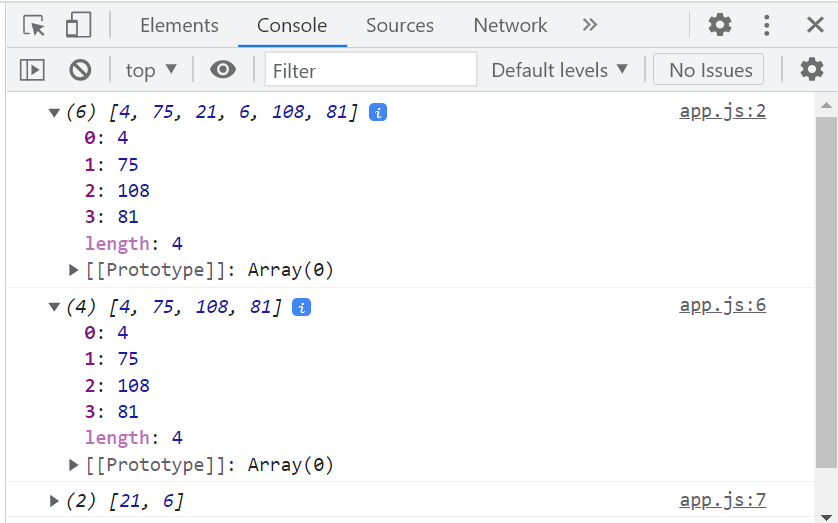 Elements Console Sources Network »
top ▼ Filter Default levels ▼ No Issues
▼(6) [4, 75, 21, 6, 108, 81] i app.js:2
0: 4
1: 75
2: 108
3: 81
length: 4
▶[[Prototype]]: Array(0)
▼(4) [4, 75, 108, 81] i app.js:6
0: 4
1: 75
2: 108
3: 81
length: 4
▶[[Prototype]]: Array(0)
▶(2) [21, 6] app.js:7